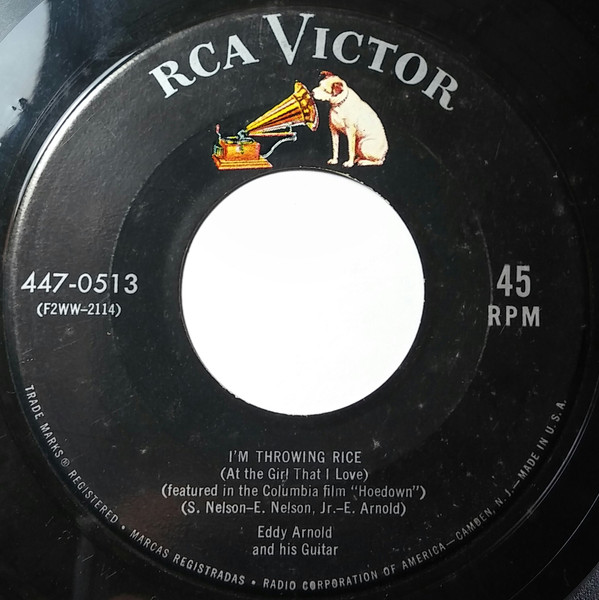 RCA VICTOR
447-0513
(F2WW-2114)
45
RPM
I'M THROWING RICE
(At the Girl That I Love)
(featured in the Columbia film "Hoedown")
(S. Nelson-E. Nelson, Jr.-E. Arnold)
Eddy Arnold
and his Guitar
TRADE MARKS ® REGISTERED • MARCAS REGISTRADAS • RADIO CORPORATION OF AMERICA-CAMDEN, N. J.-MADE IN U.S.A.